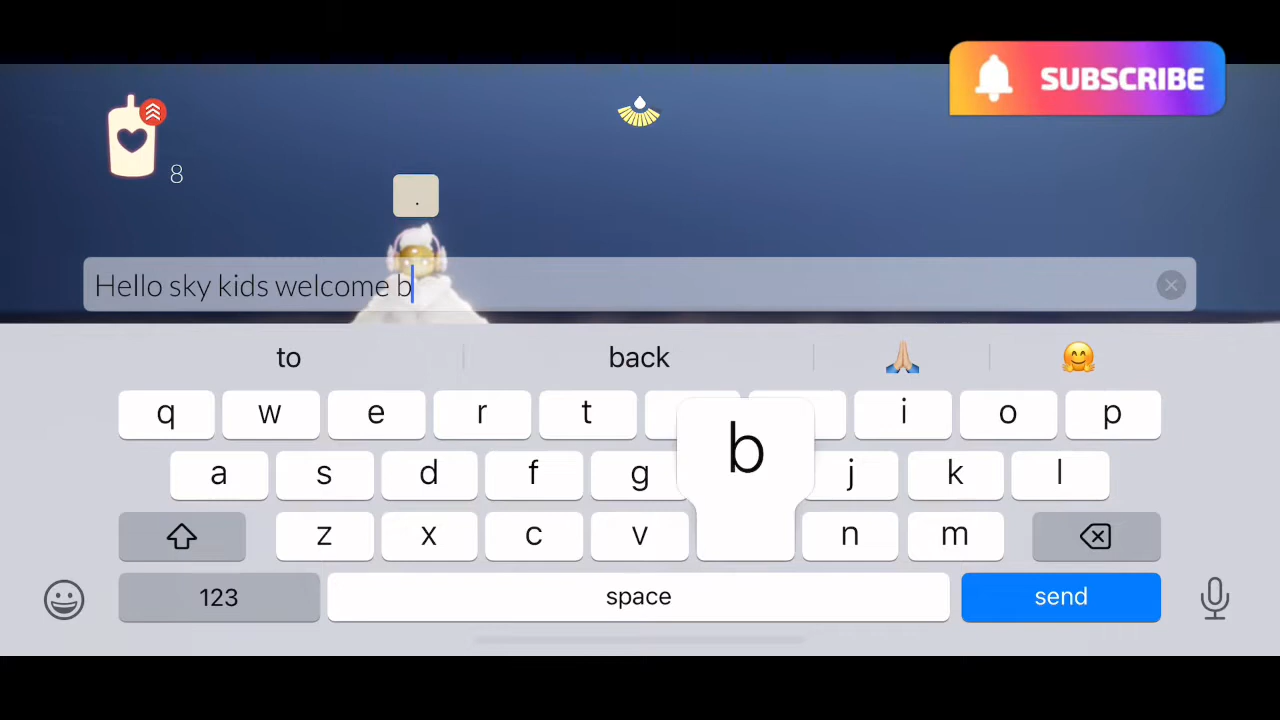 SUBSCRIBE
8
.
Hello sky kids welcome b
to back 🙏🏼 🤗
q w e r t i o p
a s d f g j k l
b
z x c v n m
123 space send